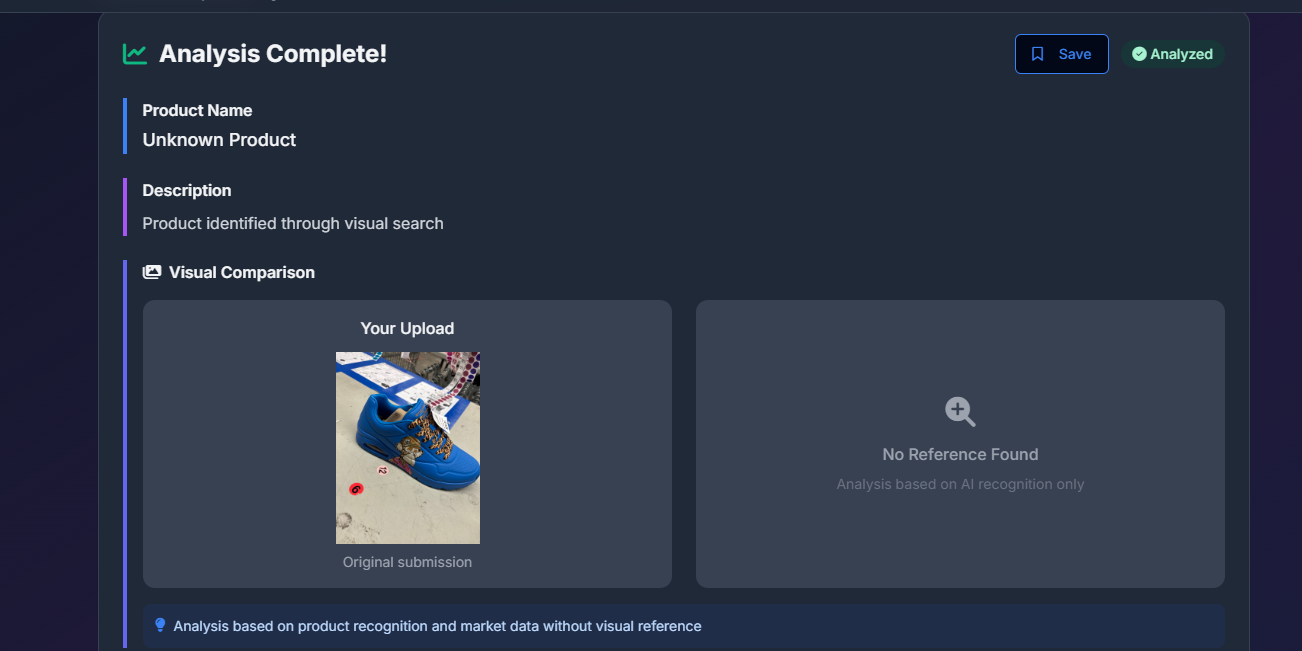 Analysis Complete!
Save
Analyzed
Product Name
Unknown Product
Description
Product identified through visual search
Visual Comparison
Your Upload
Original submission
No Reference Found
Analysis based on AI recognition only
Analysis based on product recognition and market data without visual reference